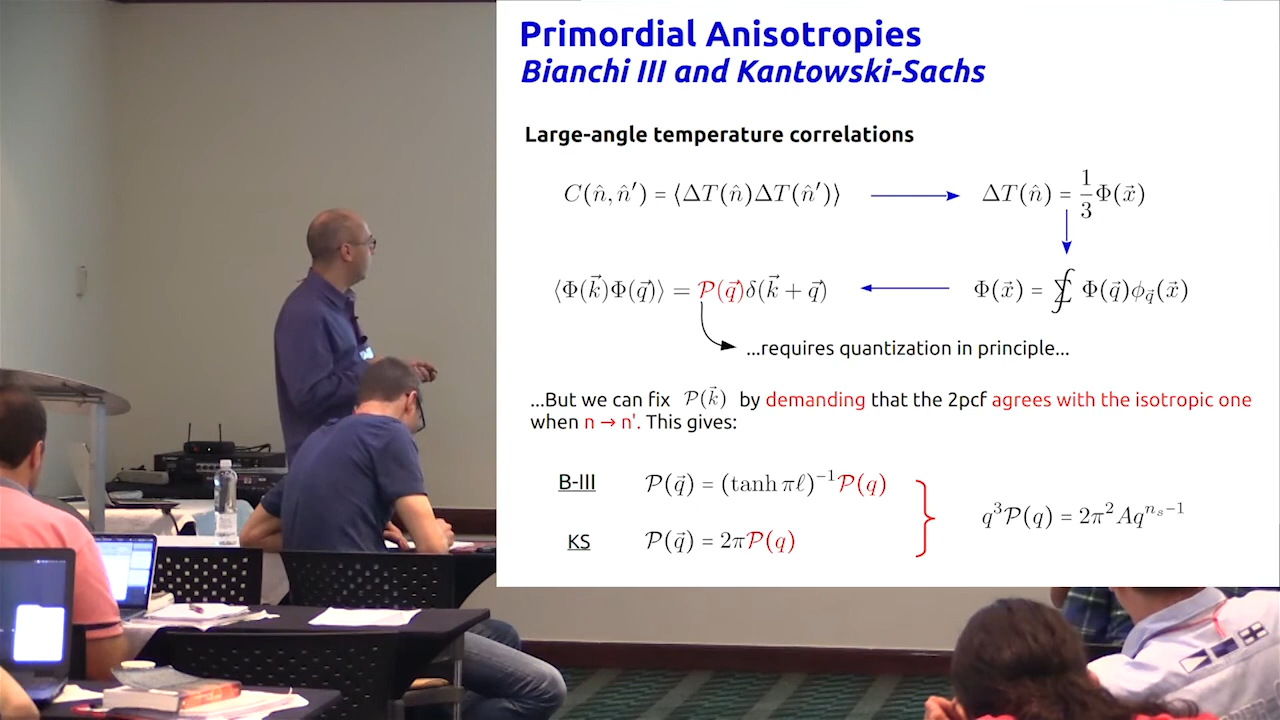 Primordial Anisotropies
Bianchi III and Kantowski-Sachs
Large-angle temperature correlations
C(n̂, n̂′) = ⟨ΔT(n̂)ΔT(n̂′)⟩ ⟶ ΔT(n̂) = 1/3 Φ(x⃗)
⟨Φ(k⃗)Φ(q⃗)⟩ = 𝒫(q⃗)δ(k⃗ + q⃗) ⟵ Φ(x⃗) = ⨋ Φ(q⃗)ϕ_q⃗(x⃗)
...requires quantization in principle...
...But we can fix 𝒫(k⃗) by demanding that the 2pcf agrees with the isotropic one
when n → n'. This gives:
B-III 𝒫(q⃗) = (tanh πℓ)⁻¹𝒫(q)
q³𝒫(q) = 2π²Aq^{n_s−1}
KS 𝒫(q⃗) = 2π𝒫(q)